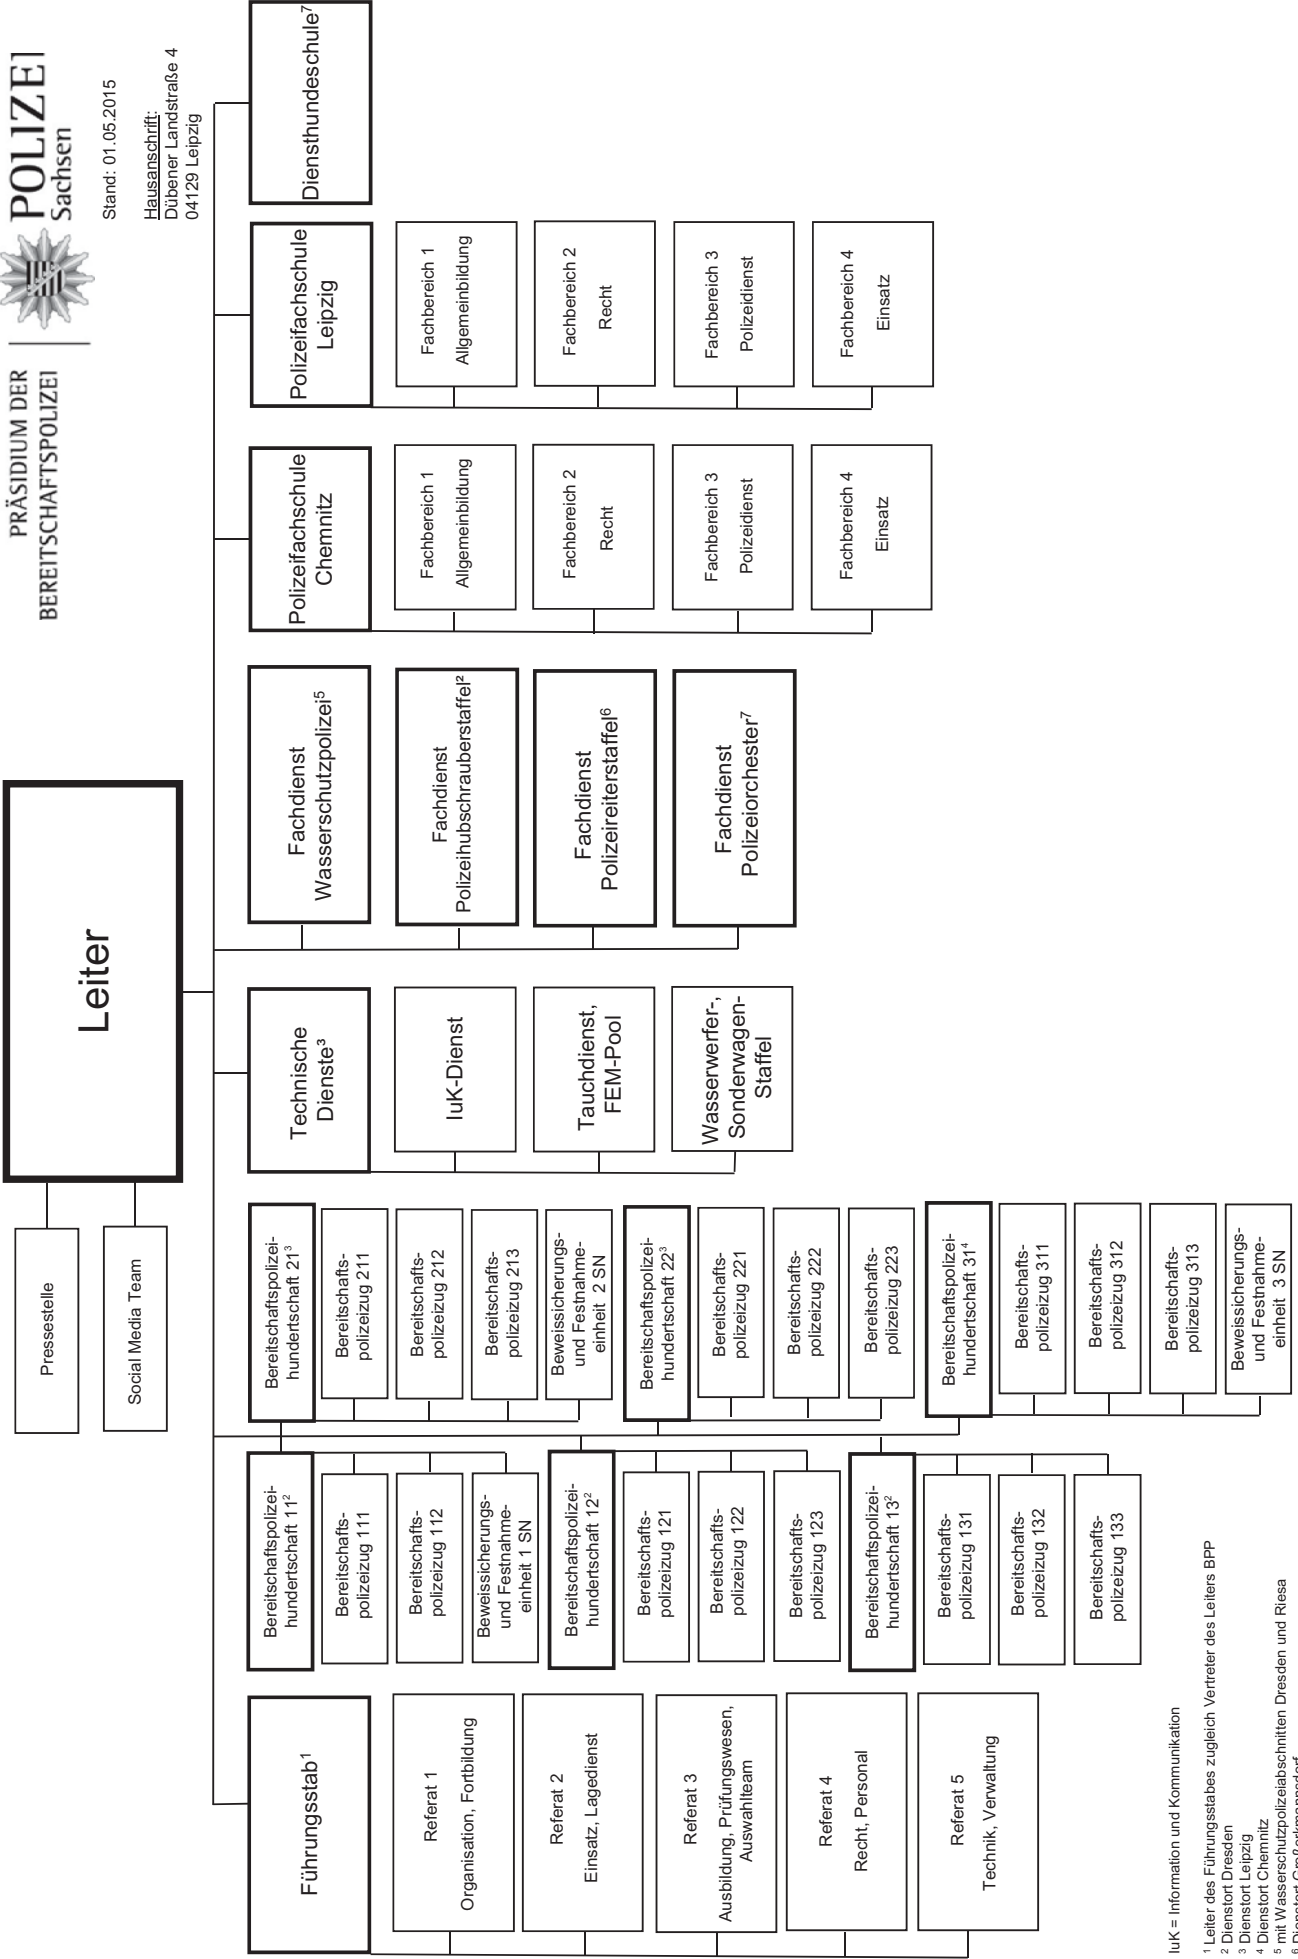 PRÄSIDIUM DER
BEREITSCHAFTSPOLIZEI
POLIZEI
Sachsen
Stand: 01.05.2015
Hausanschrift:
Dübener Landstraße 4
04129 Leipzig
Leiter
Pressestelle
Social Media Team
Führungsstab¹
Referat 1
Organisation, Fortbildung
Referat 2
Einsatz, Lagedienst
Referat 3
Ausbildung, Prüfungswesen,
Auswahlteam
Referat 4
Recht, Personal
Referat 5
Technik, Verwaltung
Bereitschaftspolizei-
hundertschaft 11²
Bereitschafts-
polizeizug 111
Bereitschafts-
polizeizug 112
Beweissicherungs-
und Festnahme-
einheit 1 SN
Bereitschaftspolizei-
hundertschaft 12²
Bereitschafts-
polizeizug 121
Bereitschafts-
polizeizug 122
Bereitschafts-
polizeizug 123
Bereitschaftspolizei-
hundertschaft 13²
Bereitschafts-
polizeizug 131
Bereitschafts-
polizeizug 132
Bereitschafts-
polizeizug 133
Bereitschaftspolizei-
hundertschaft 21³
Bereitschafts-
polizeizug 211
Bereitschafts-
polizeizug 212
Bereitschafts-
polizeizug 213
Beweissicherungs-
und Festnahme-
einheit 2 SN
Bereitschaftspolizei-
hundertschaft 22³
Bereitschafts-
polizeizug 221
Bereitschafts-
polizeizug 222
Bereitschafts-
polizeizug 223
Bereitschaftspolizei-
hundertschaft 31⁴
Bereitschafts-
polizeizug 311
Bereitschafts-
polizeizug 312
Bereitschafts-
polizeizug 313
Beweissicherungs-
und Festnahme-
einheit 3 SN
Technische
Dienste³
IuK-Dienst
Tauchdienst,
FEM-Pool
Wasserwerfer-,
Sonderwagen-
Staffel
Fachdienst
Wasserschutzpolizei⁵
Fachdienst
Polizeihubschrauberstaffel²
Fachdienst
Polizeireiterstaffel⁶
Fachdienst
Polizeiorchester⁷
Polizeifachschule
Chemnitz
Fachbereich 1
Allgemeinbildung
Fachbereich 2
Recht
Fachbereich 3
Polizeidienst
Fachbereich 4
Einsatz
Polizeifachschule
Leipzig
Fachbereich 1
Allgemeinbildung
Fachbereich 2
Recht
Fachbereich 3
Polizeidienst
Fachbereich 4
Einsatz
Diensthundeschule⁷
IuK = Information und Kommunikation
¹ Leiter des Führungsstabes zugleich Vertreter des Leiters BPP
² Dienstort Dresden
³ Dienstort Leipzig
⁴ Dienstort Chemnitz
⁵ mit Wasserschutzpolizeiabschnitten Dresden und Riesa
⁶ Dienstort